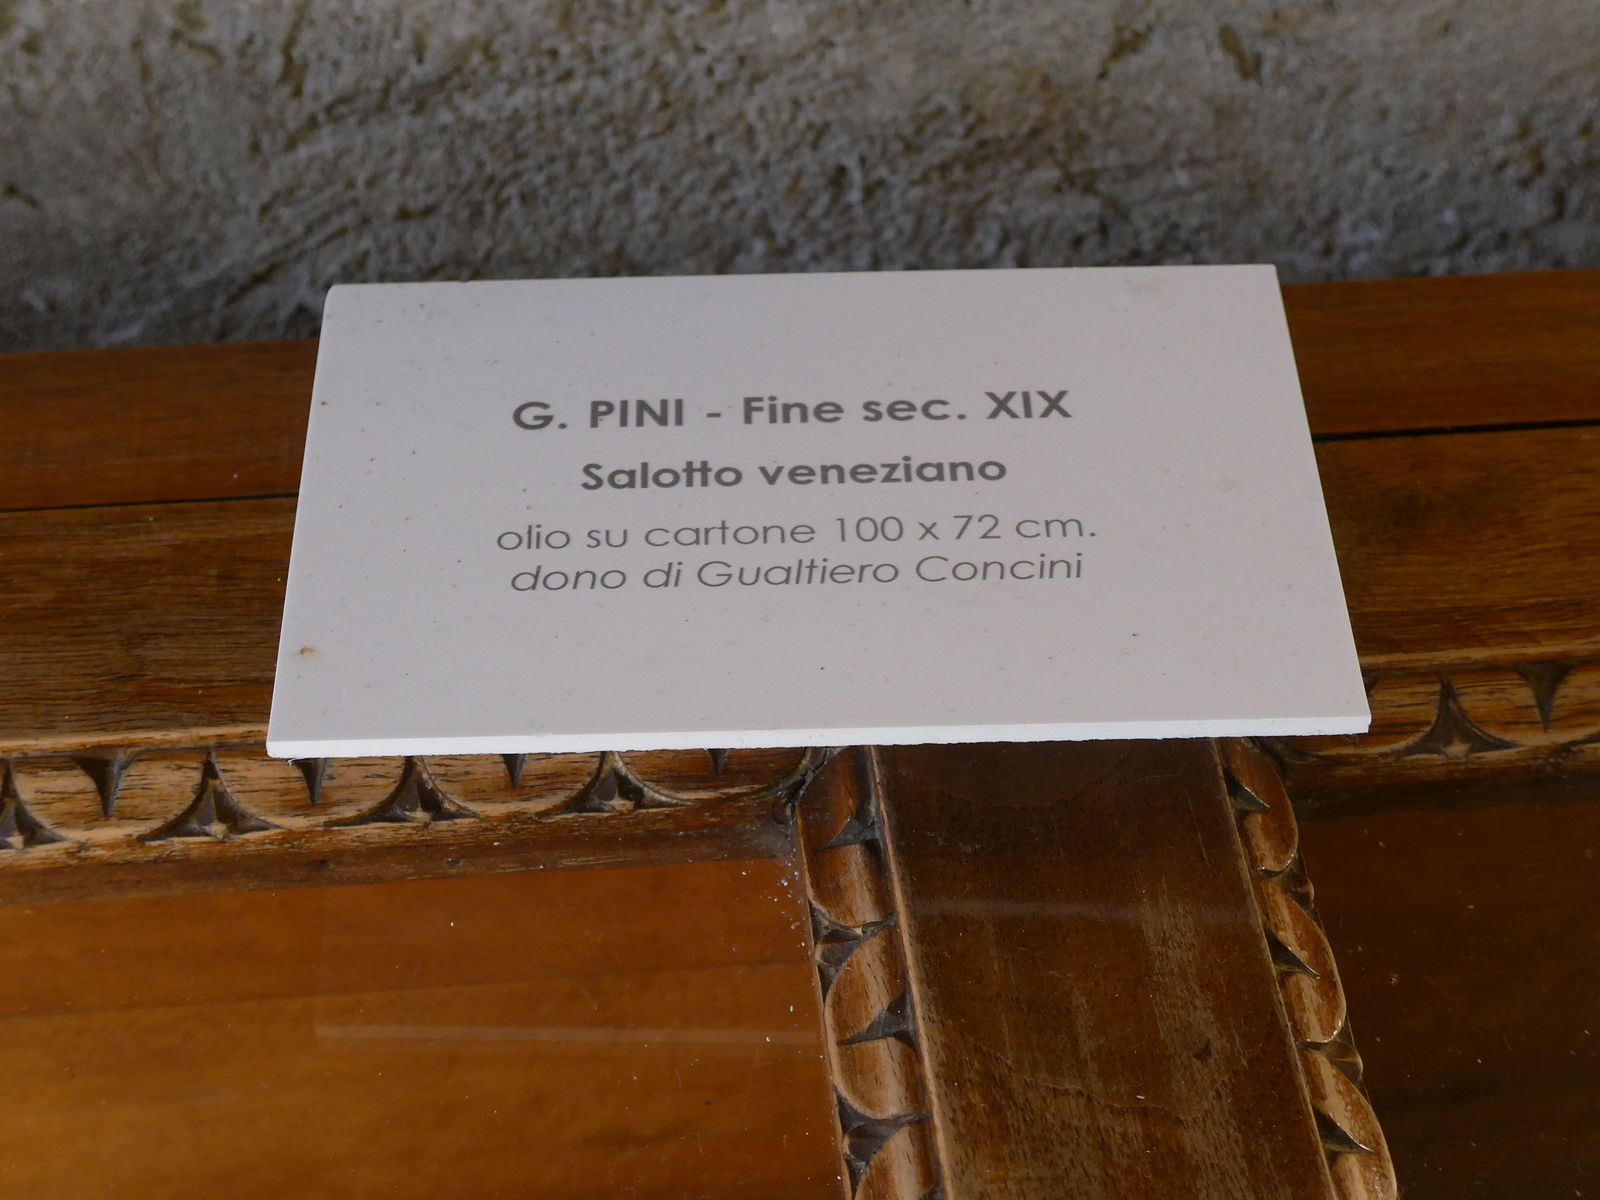 G. PINI - Fine sec. XIX
Salotto veneziano
olio su cartone 100 x 72 cm.
dono di Gualtiero Concini